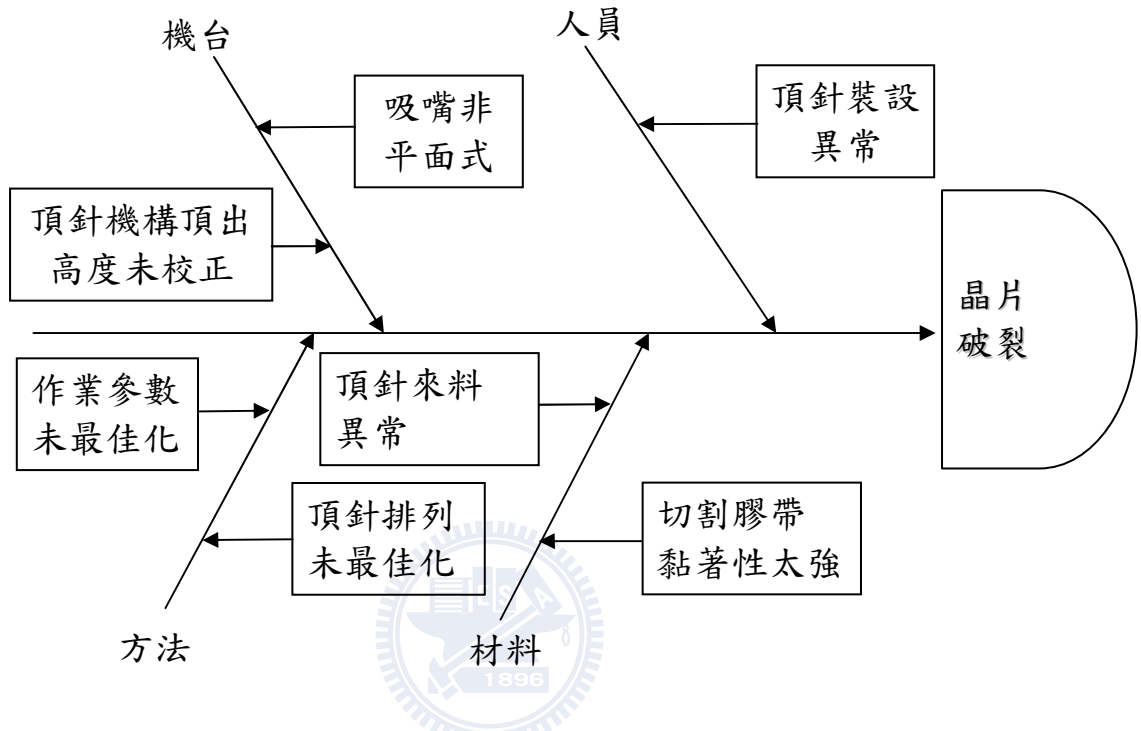 機台
人員
吸嘴非
平面式
頂針裝設
異常
頂針機構頂出
高度未校正
晶片
破裂
作業參數
未最佳化
頂針來料
異常
頂針排列
未最佳化
切割膠帶
黏著性太強
方法
材料
E S A
1896